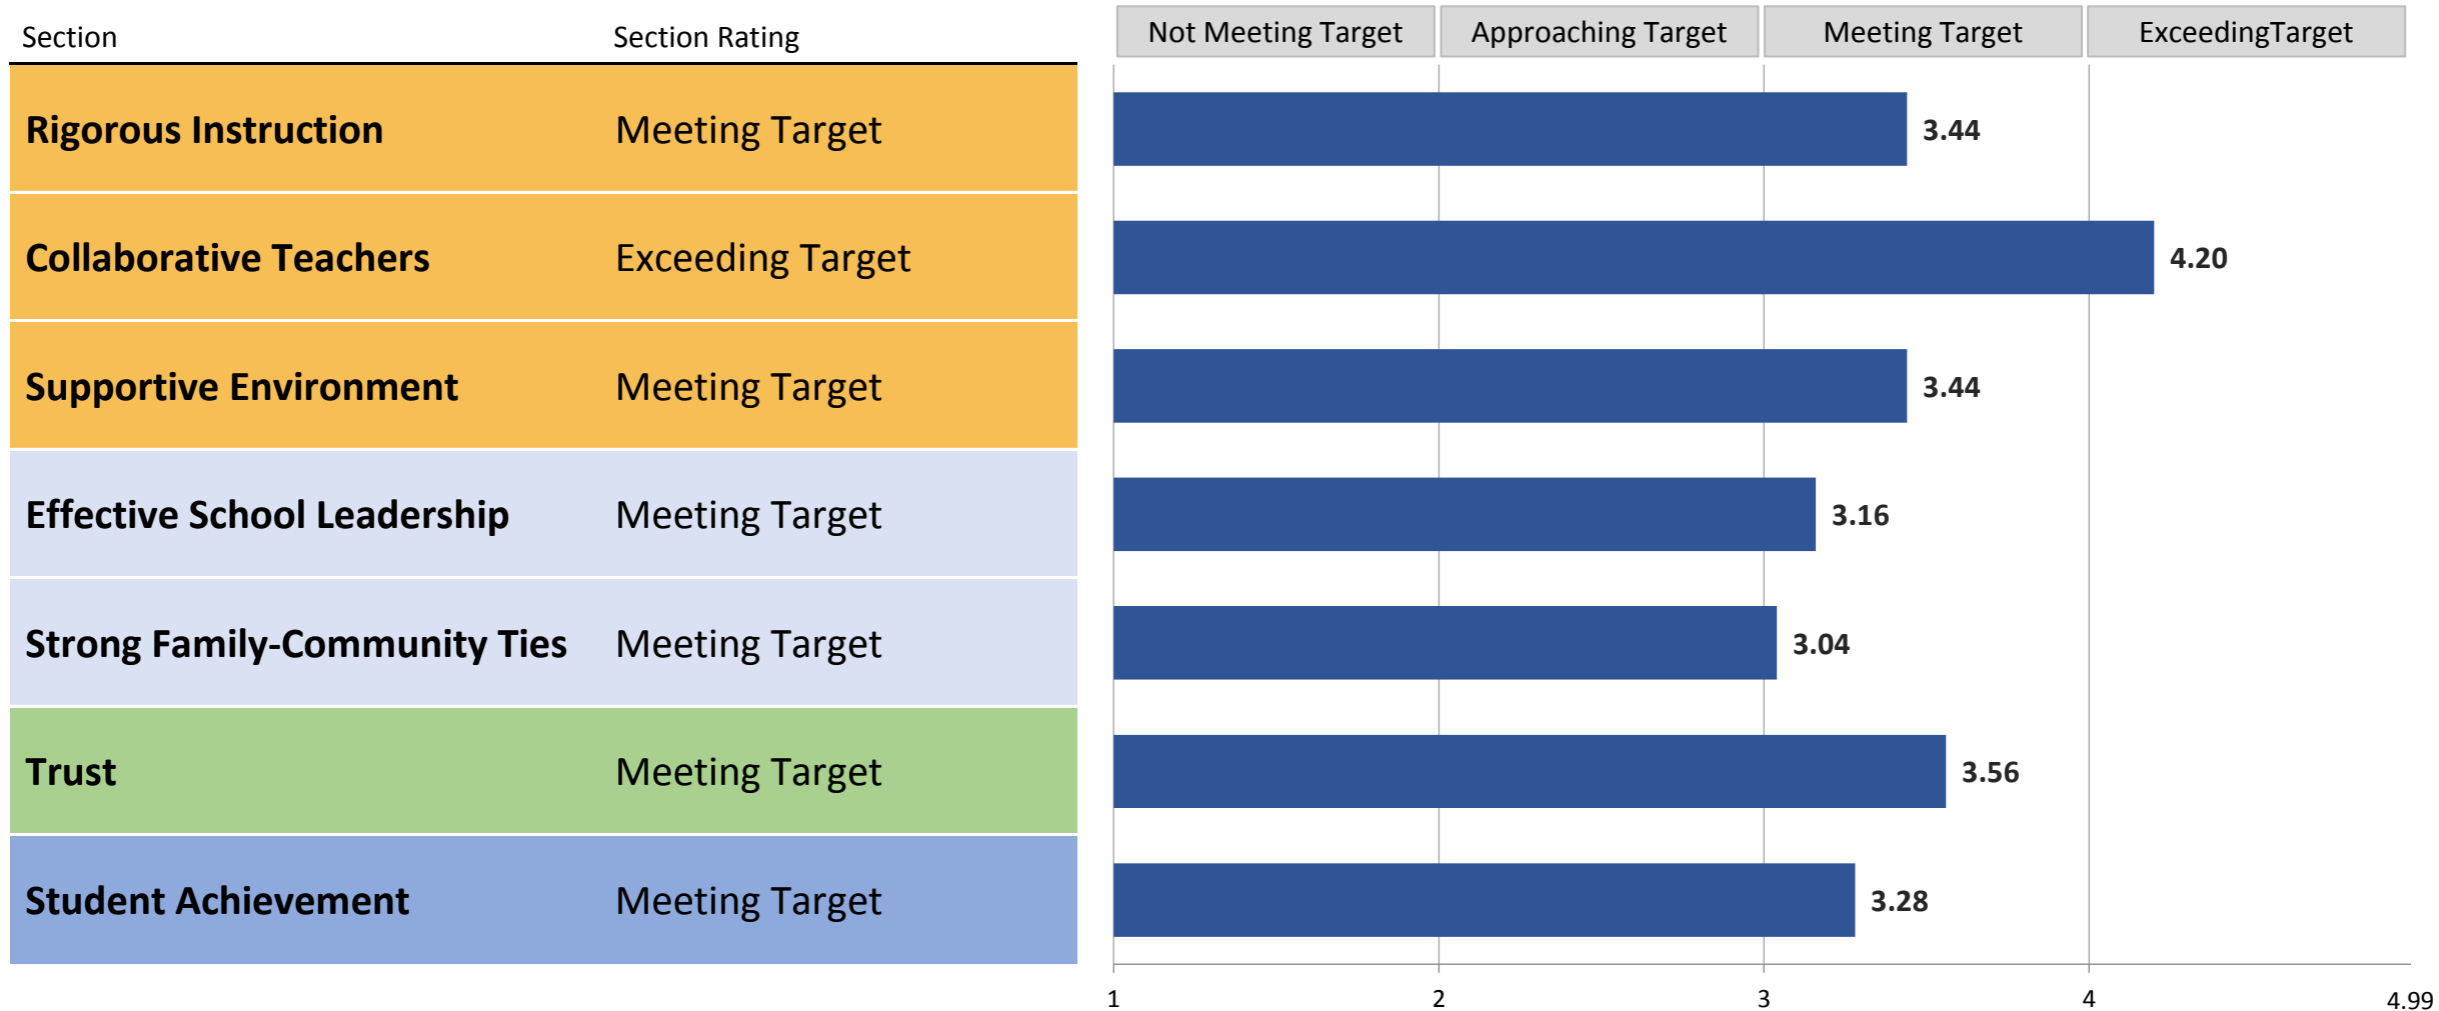 Section Section Rating Not Meeting Target Approaching Target Meeting Target ExceedingTarget
Rigorous Instruction Meeting Target 3.44
Collaborative Teachers Exceeding Target 4.20
Supportive Environment Meeting Target 3.44
Effective School Leadership Meeting Target 3.16
Strong Family-Community Ties Meeting Target 3.04
Trust Meeting Target 3.56
Student Achievement Meeting Target 3.28
1 2 3 4 4.99